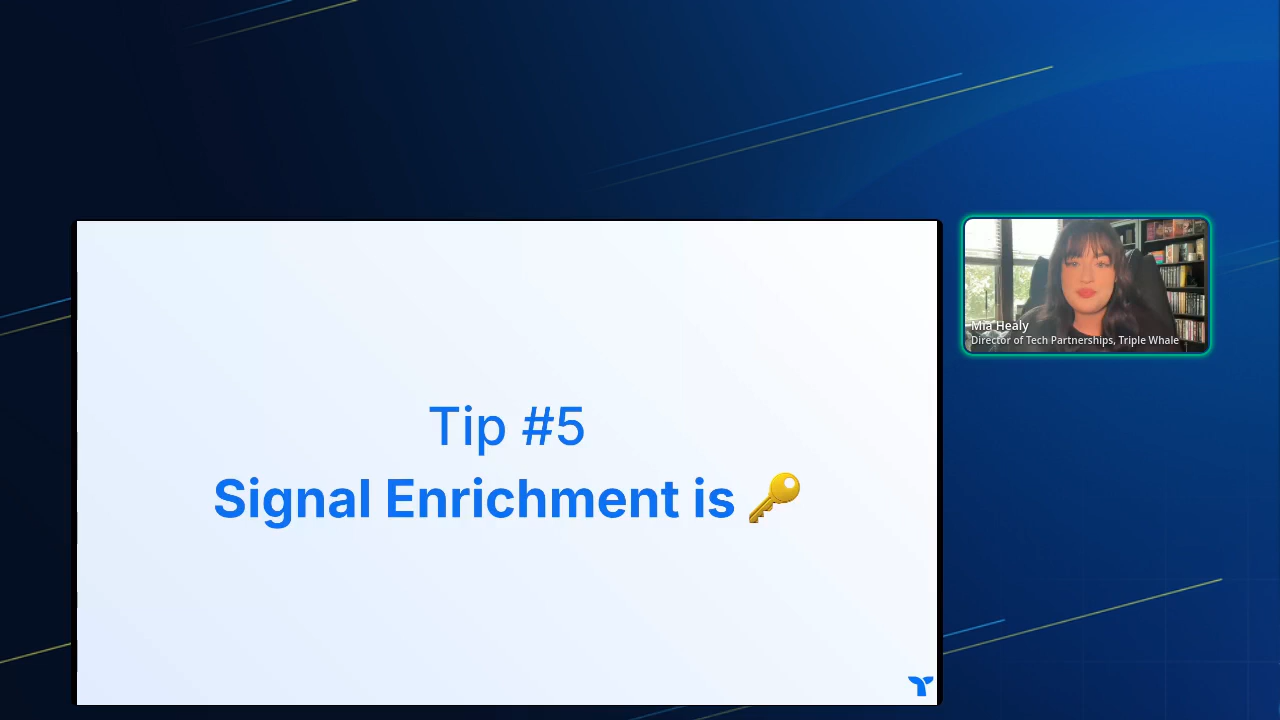 Tip #5
Signal Enrichment is 🔑
Mia Healy
Director of Tech Partnerships, Triple Whale